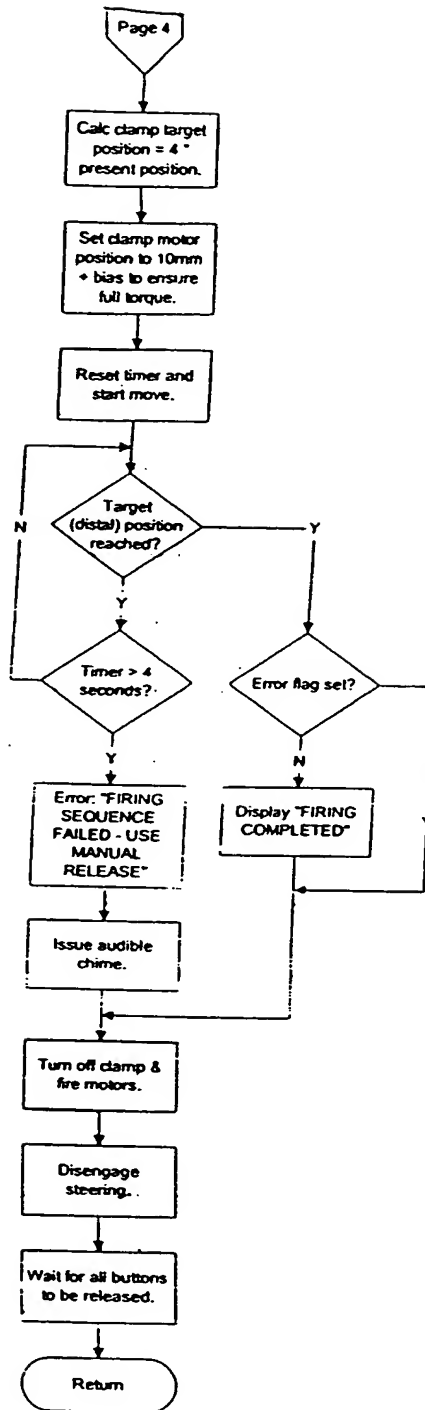 Page 4
Calc clamp target
position = 4 "
present position.
Set clamp motor
position to 10mm
+ bias to ensure
full torque.
Reset timer and
start move.
Target
(distal) position
reached?
N
Y
Y
Timer > 4
seconds?
Error flag set?
Y
N
Error: "FIRING
SEQUENCE
FAILED - USE
MANUAL
RELEASE"
Display "FIRING
COMPLETED"
Issue audible
chime.
Turn off clamp &
fire motors.
Disengage
steering.
Wait for all buttons
to be released.
Return